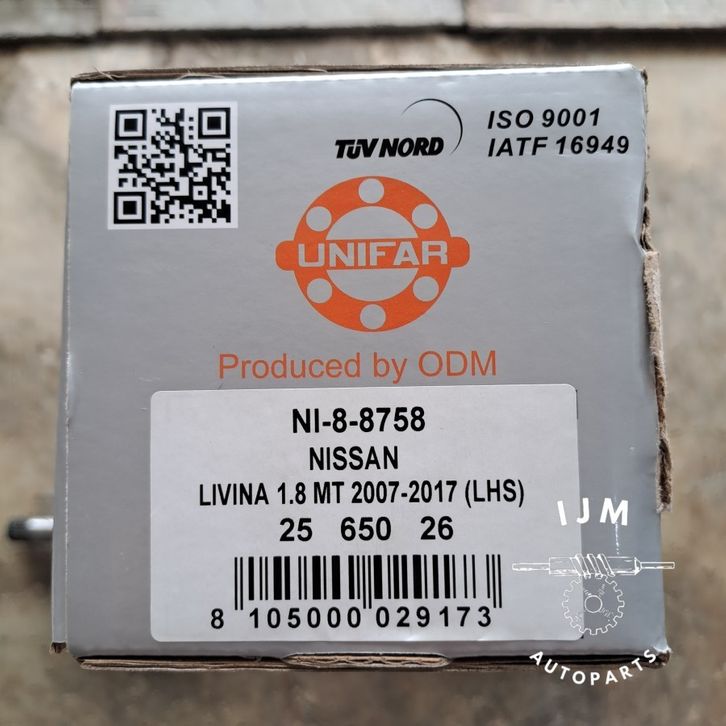 TÜV NORD
ISO 9001
IATF 16949
UNIFAR
Produced by ODM
NI-8-8758
NISSAN
LIVINA 1.8 MT 2007-2017 (LHS)
25 650 26
8 105000 029173
IJM
AUTOPARTS